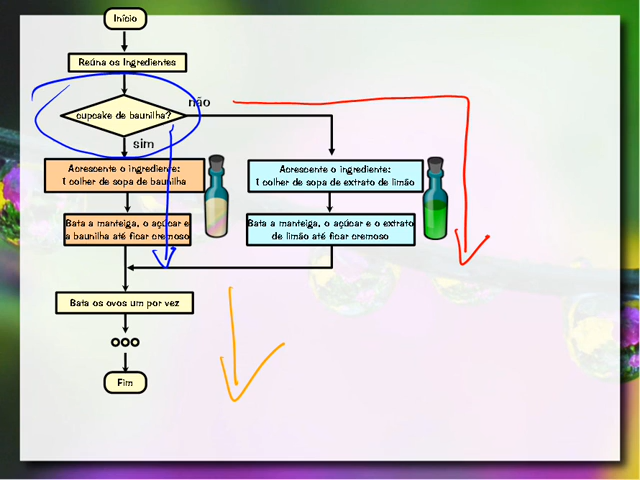 Início
Reúna os Ingredientes
não
cupcake de baunilha?
sim
Acrescente o ingrediente:
1 colher de sopa de baunilha
Acrescente o ingrediente:
1 colher de sopa de extrato de limão
Bata a manteiga, o açúcar e
a baunilha até ficar cremoso
Bata a manteiga, o açúcar e o extrato
de limão até ficar cremoso
Bata os ovos um por vez
Fim